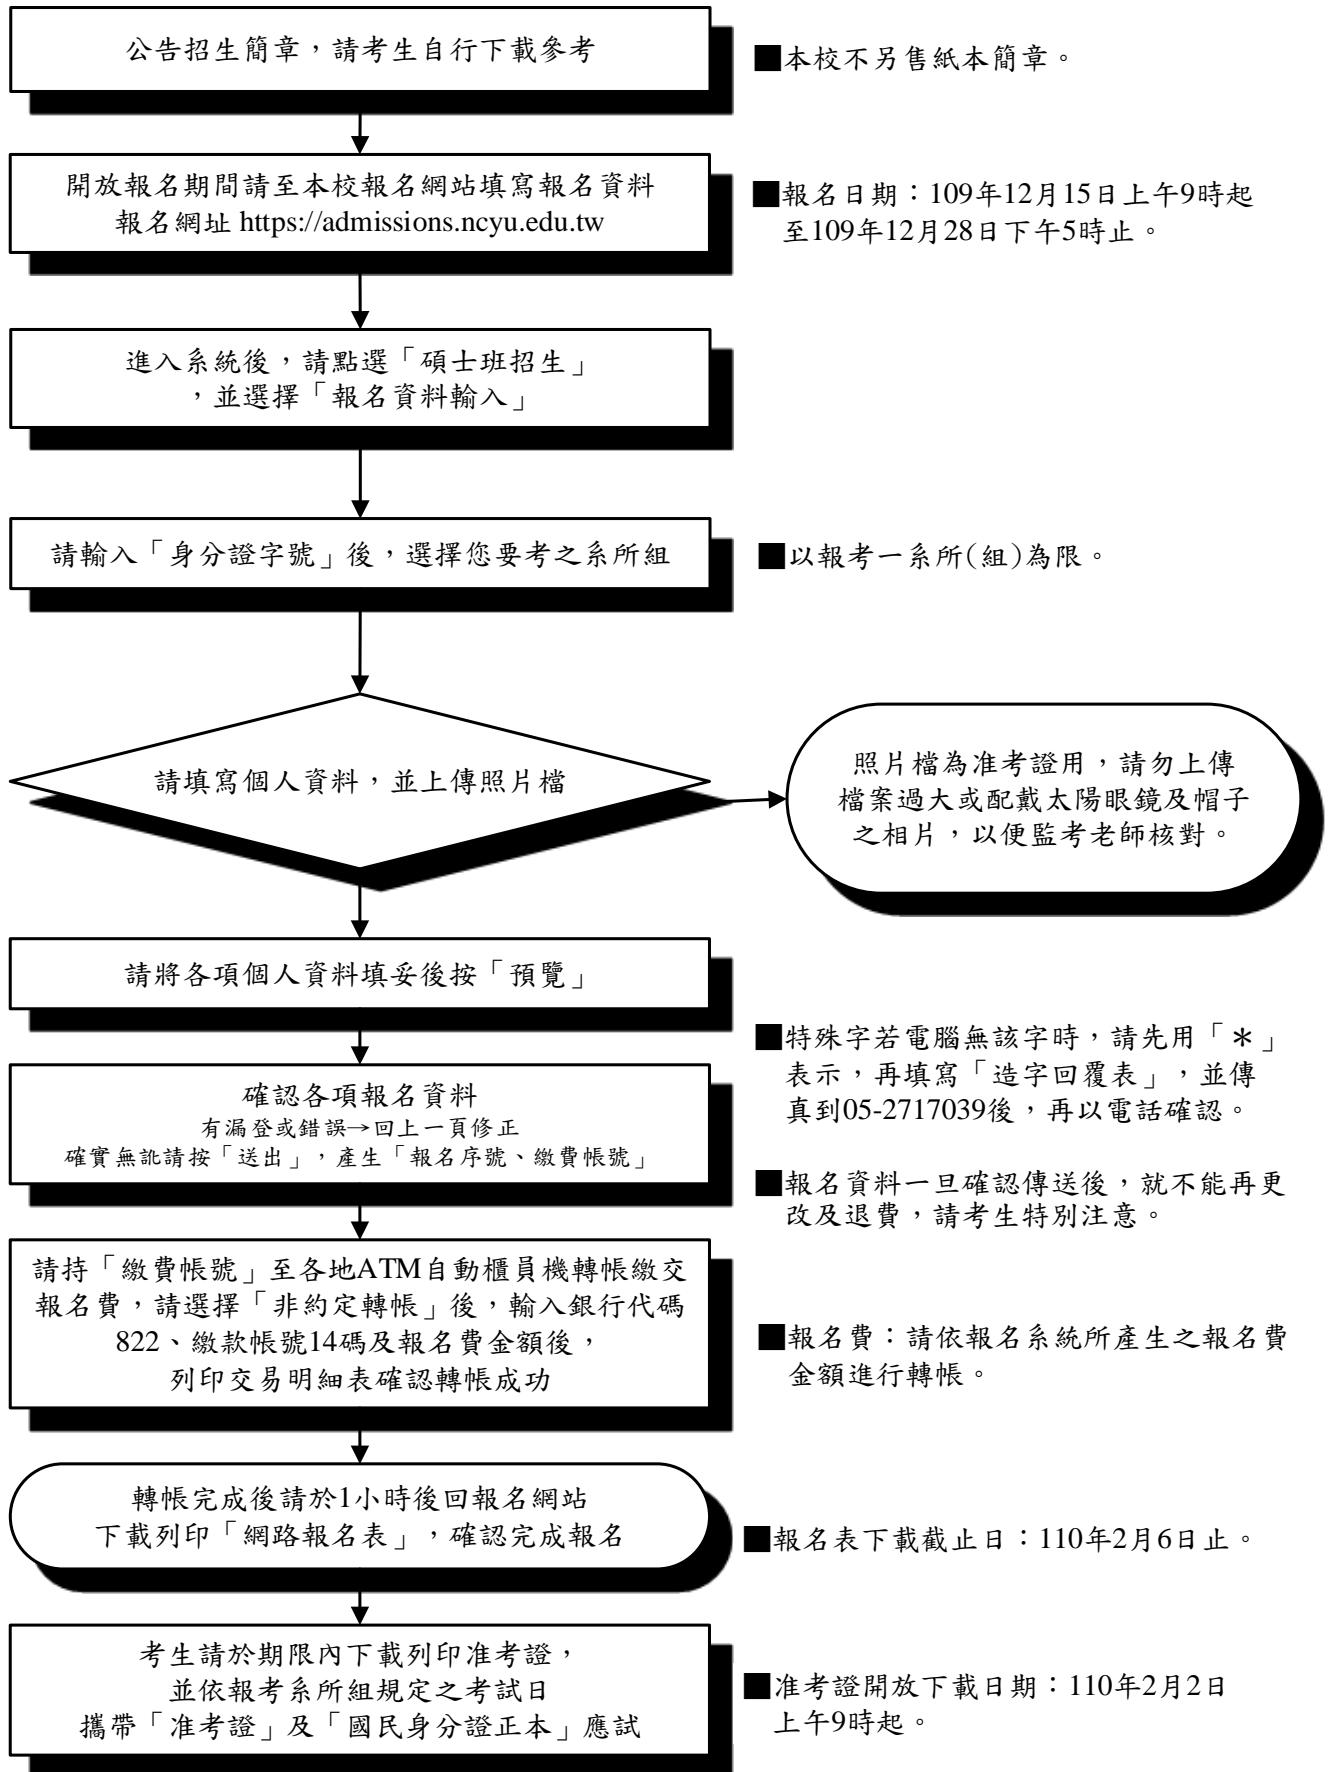 公告招生簡章，請考生自行下載參考
■本校不另售紙本簡章。
開放報名期間請至本校報名網站填寫報名資料
報名網址 https://admissions.ncyu.edu.tw
■報名日期：109年12月15日上午9時起
至109年12月28日下午5時止。
進入系統後，請點選「碩士班招生」
，並選擇「報名資料輸入」
請輸入「身分證字號」後，選擇您要考之系所組
■以報考一系所(組)為限。
請填寫個人資料，並上傳照片檔
照片檔為准考證用，請勿上傳
檔案過大或配戴太陽眼鏡及帽子
之相片，以便監考老師核對。
請將各項個人資料填妥後按「預覽」
■特殊字若電腦無該字時，請先用「＊」
表示，再填寫「造字回覆表」，並傳
真到05-2717039後，再以電話確認。
確認各項報名資料
有漏登或錯誤→回上一頁修正
確實無訛請按「送出」，產生「報名序號、繳費帳號」
■報名資料一旦確認傳送後，就不能再更
改及退費，請考生特別注意。
請持「繳費帳號」至各地ATM自動櫃員機轉帳繳交
報名費，請選擇「非約定轉帳」後，輸入銀行代碼
822、繳款帳號14碼及報名費金額後，
列印交易明細表確認轉帳成功
■報名費：請依報名系統所產生之報名費
金額進行轉帳。
轉帳完成後請於1小時後回報名網站
下載列印「網路報名表」，確認完成報名
■報名表下載截止日：110年2月6日止。
考生請於期限內下載列印准考證，
並依報考系所組規定之考試日
攜帶「准考證」及「國民身分證正本」應試
■准考證開放下載日期：110年2月2日
上午9時起。